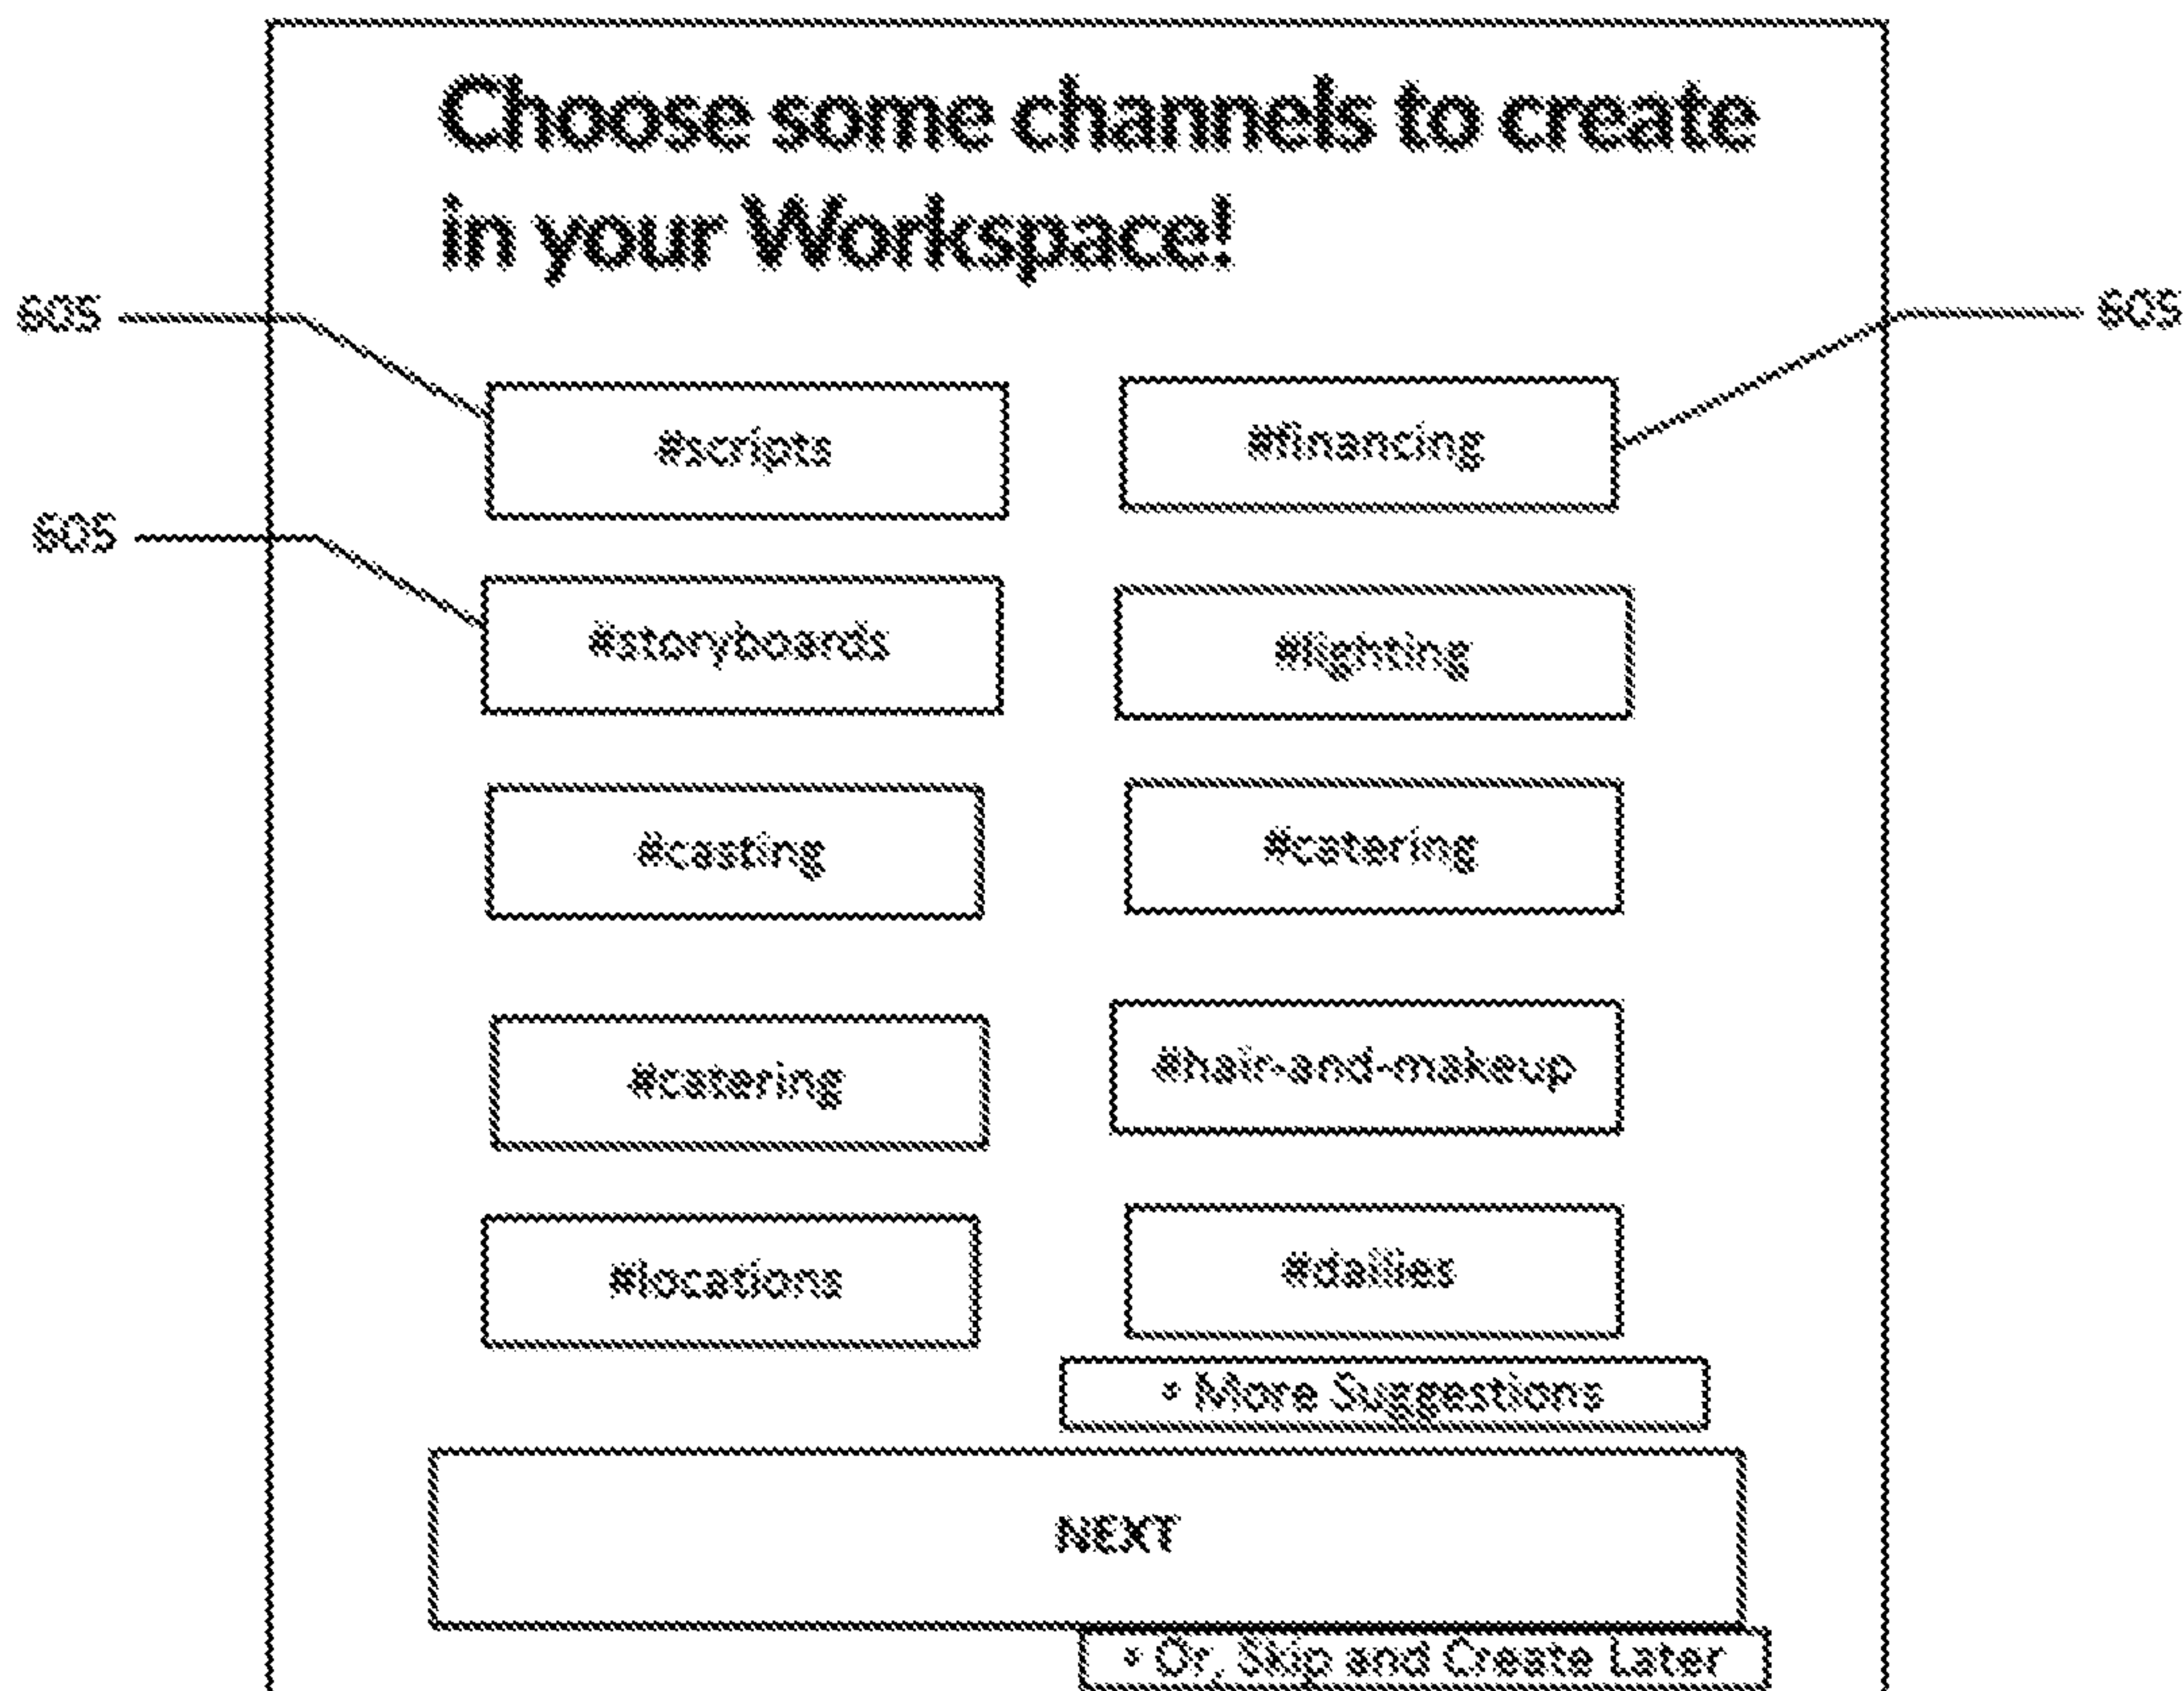 Choose some channels to create
in your Workspace!
605
605
#scripts
#financing
605
#storyboards
#lighting
#casting
#catering
#catering
#hair-and-makeup
#locations
#dailies
• More Suggestions
NEXT
• Or, Skip and Create Later